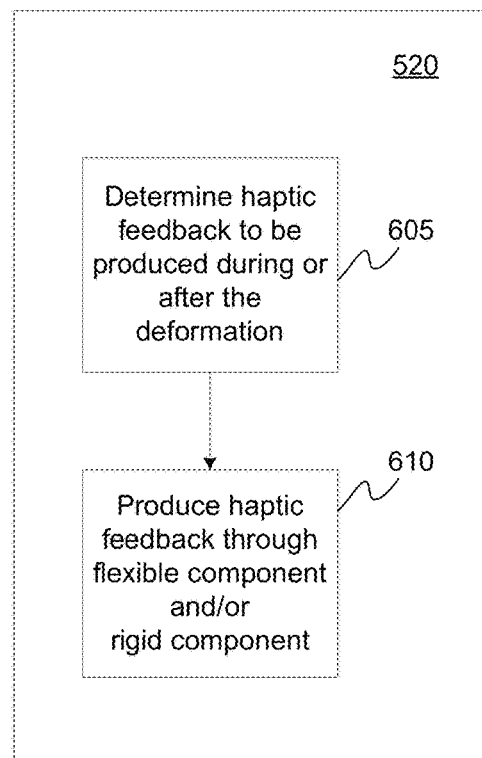 520
Determine haptic
feedback to be
produced during or
after the
deformation
605
610
Produce haptic
feedback through
flexible component
and/or
rigid component